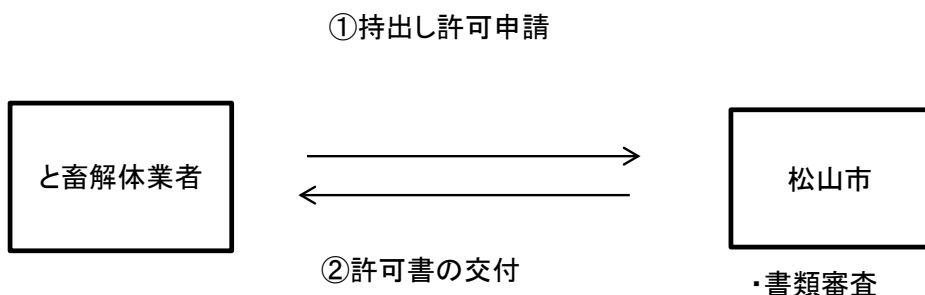 ①持出し許可申請
と畜解体業者
松山市
②許可書の交付
・書類審査